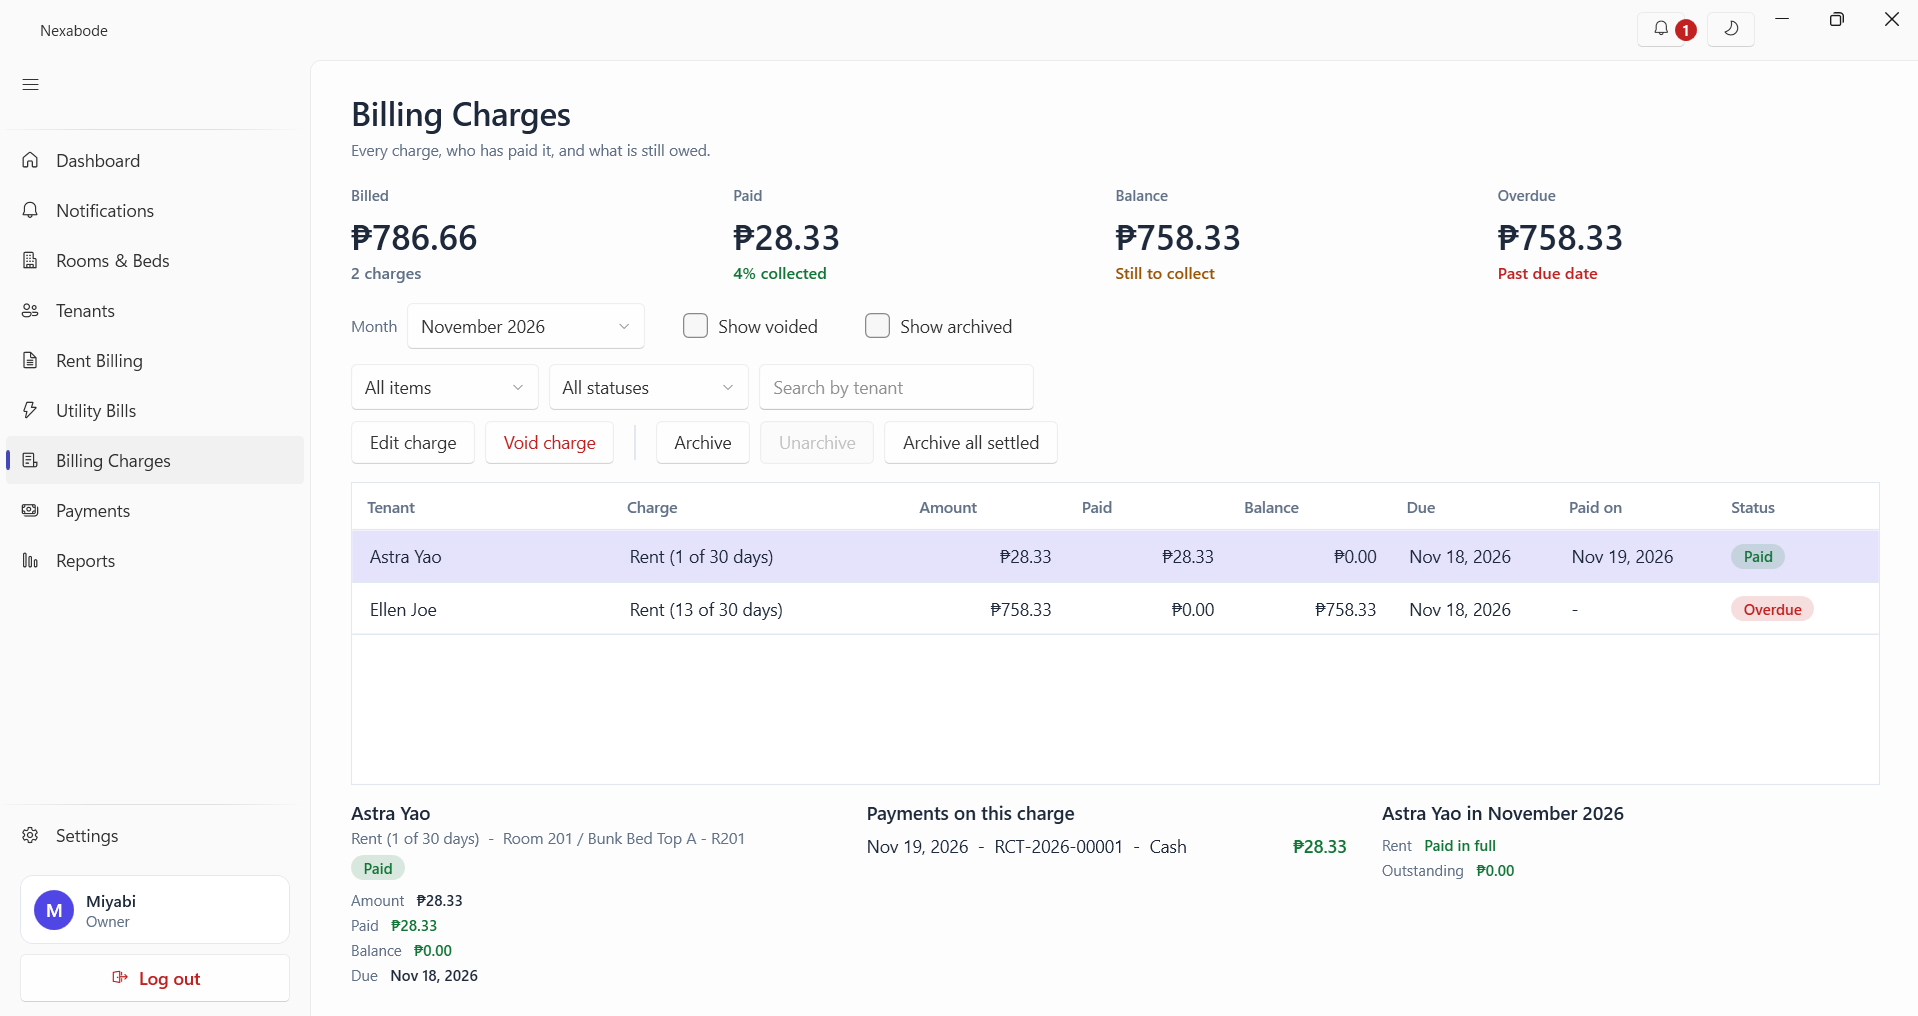 Nexabode
1
Dashboard
Notifications
Rooms & Beds
Tenants
Rent Billing
Utility Bills
Billing Charges
Payments
Reports
Settings
M
Miyabi
Owner
Log out
Billing Charges
Every charge, who has paid it, and what is still owed.
Billed Paid Balance Overdue
₱786.66 ₱28.33 ₱758.33 ₱758.33
2 charges 4% collected Still to collect Past due date
Month November 2026 Show voided Show archived
All items All statuses Search by tenant
Edit charge Void charge Archive Unarchive Archive all settled
Tenant Charge Amount Paid Balance Due Paid on Status
Astra Yao Rent (1 of 30 days) ₱28.33 ₱28.33 ₱0.00 Nov 18, 2026 Nov 19, 2026 Paid
Ellen Joe Rent (13 of 30 days) ₱758.33 ₱0.00 ₱758.33 Nov 18, 2026 - Overdue
Astra Yao
Rent (1 of 30 days) - Room 201 / Bunk Bed Top A - R201
Paid
Amount ₱28.33
Paid ₱28.33
Balance ₱0.00
Due Nov 18, 2026
Payments on this charge
Nov 19, 2026 - RCT-2026-00001 - Cash ₱28.33
Astra Yao in November 2026
Rent Paid in full
Outstanding ₱0.00